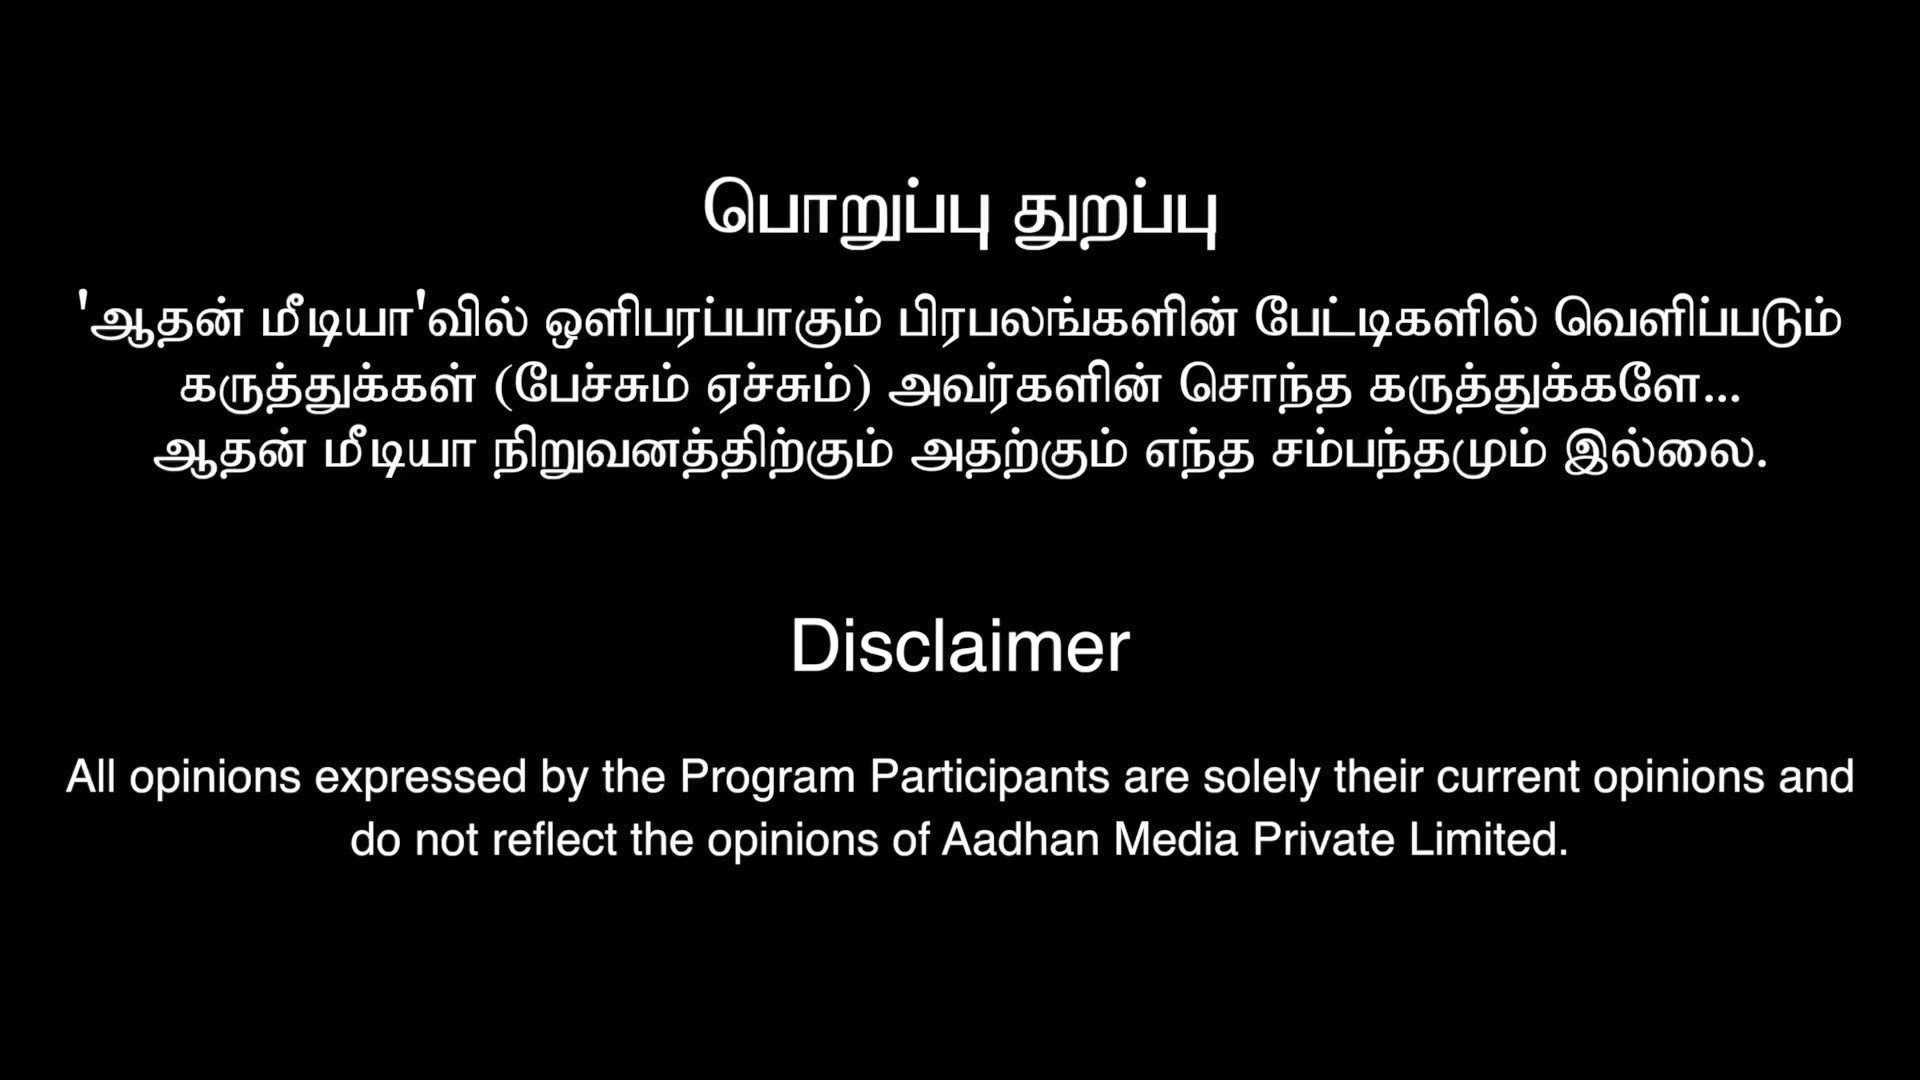 பொறுப்பு துறப்பு
'ஆதன் மீடியா'வில் ஒளிபரப்பாகும் பிரபலங்களின் பேட்டிகளில் வெளிப்படும்
கருத்துக்கள் (பேச்சும் ஏச்சும்) அவர்களின் சொந்த கருத்துக்களே...
ஆதன் மீடியா நிறுவனத்திற்கும் அதற்கும் எந்த சம்பந்தமும் இல்லை.
Disclaimer
All opinions expressed by the Program Participants are solely their current opinions and
do not reflect the opinions of Aadhan Media Private Limited.